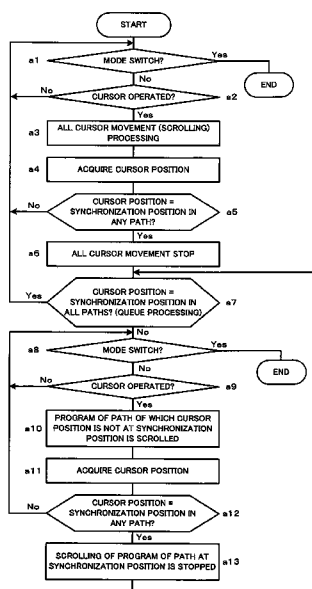 START
a1
MODE SWITCH?
Yes
No
END
No
CURSOR OPERATED?
a2
Yes
a3
ALL CURSOR MOVEMENT (SCROLLING)
PROCESSING
a4
ACQUIRE CURSOR POSITION
No
CURSOR POSITION =
SYNCHRONIZATION POSITION IN
ANY PATH?
a5
Yes
a6
ALL CURSOR MOVEMENT STOP
Yes
CURSOR POSITION =
SYNCHRONIZATION POSITION IN
ALL PATHS? (QUEUE PROCESSING)
a7
No
a8
MODE SWITCH?
Yes
No
END
No
CURSOR OPERATED?
a9
Yes
a10
PROGRAM OF PATH OF WHICH CURSOR
POSITION IS NOT AT SYNCHRONIZATION
POSITION IS SCROLLED
a11
ACQUIRE CURSOR POSITION
No
CURSOR POSITION =
SYNCHRONIZATION POSITION IN
ANY PATH?
a12
Yes
a13
SCROLLING OF PROGRAM OF PATH AT
SYNCHRONIZATION POSITION IS STOPPED